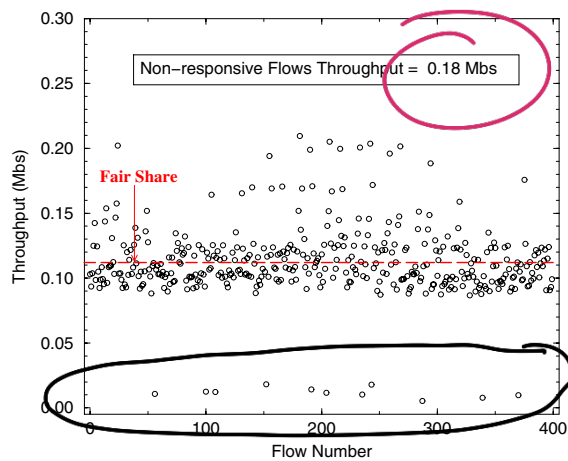 0.30
Non-responsive Flows Throughput = 0.18 Mbs
0.25
0.20
Fair Share
0.15
0.10
0.05
0.00
Throughput (Mbs)
0 100 200 300 400
Flow Number